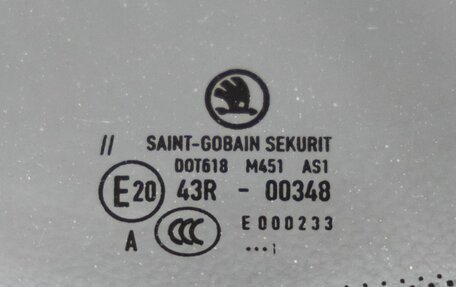 // SAINT-GOBAIN SEKURIT
DOT618 M451 AS1
E20 43R - 00348
E000233
A CCC
...i